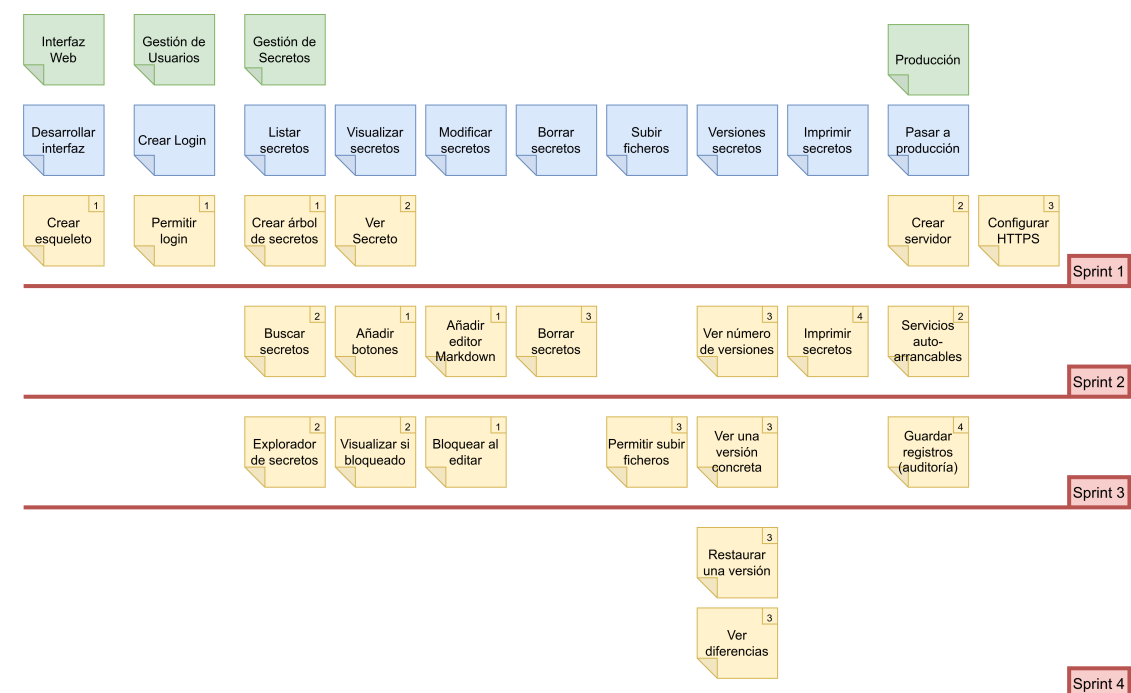 Interfaz
Web
Gestión de
Usuarios
Gestión de
Secretos
Producción
Desarrollar
interfaz
Crear Login
Listar
secretos
Visualizar
secretos
Modificar
secretos
Borrar
secretos
Subir
ficheros
Versiones
secretos
Imprimir
secretos
Pasar a
producción
1
Crear
esqueleto
1
Permitir
login
1
Crear árbol
de secretos
2
Ver
Secreto
2
Crear
servidor
3
Configurar
HTTPS
Sprint 1
2
Buscar
secretos
1
Añadir
botones
1
Añadir
editor
Markdown
3
Borrar
secretos
3
Ver número
de versiones
4
Imprimir
secretos
2
Servicios
auto-
arrancables
Sprint 2
2
Explorador
de secretos
2
Visualizar si
bloqueado
1
Bloquear al
editar
3
Permitir subir
ficheros
3
Ver una
versión
concreta
4
Guardar
registros
(auditoría)
Sprint 3
3
Restaurar
una versión
3
Ver
diferencias
Sprint 4